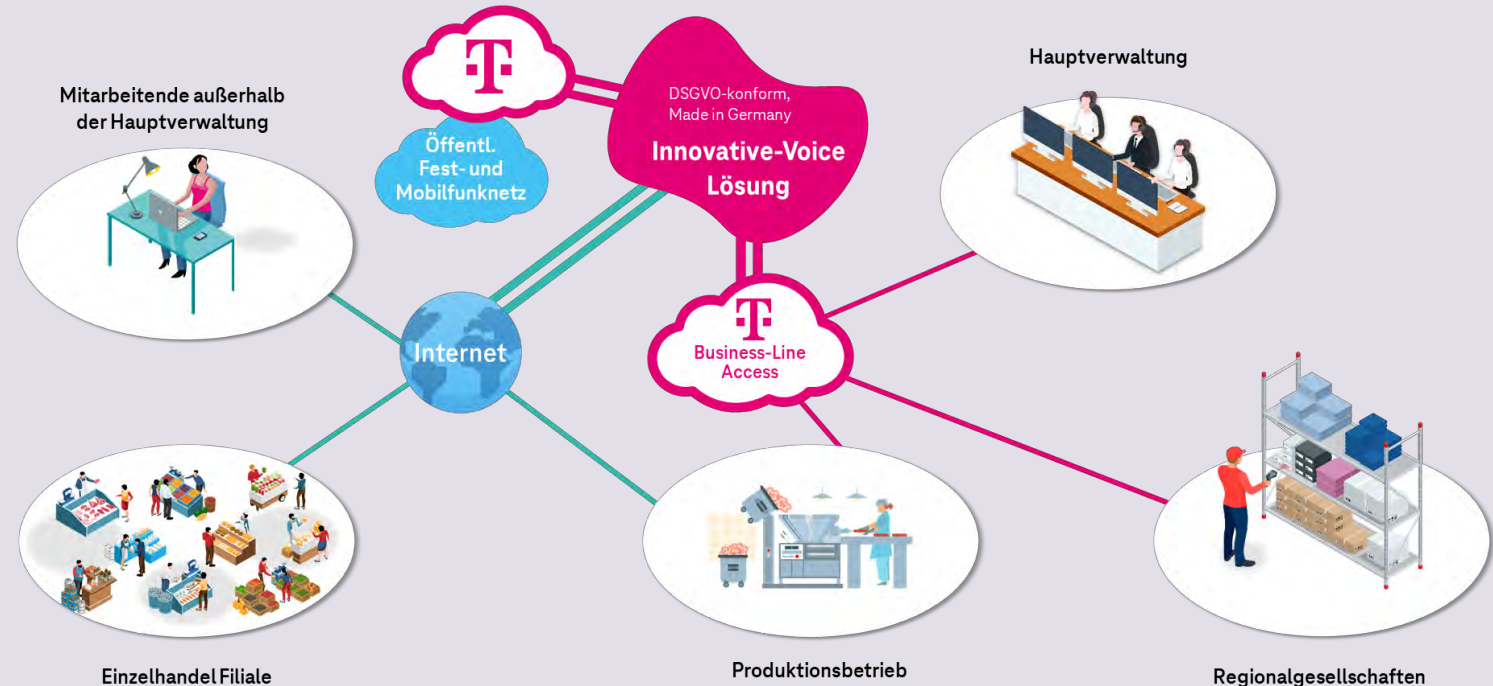 Mitarbeitende außerhalb
der Hauptverwaltung
T
Öffentl.
Fest- und
Mobilfunknetz
DSGVO-konform,
Made in Germany
Innovative-Voice
Lösung
Hauptverwaltung
Internet
T
Business-Line
Access
Einzelhandel Filiale
Produktionsbetrieb
Regionalgesellschaften